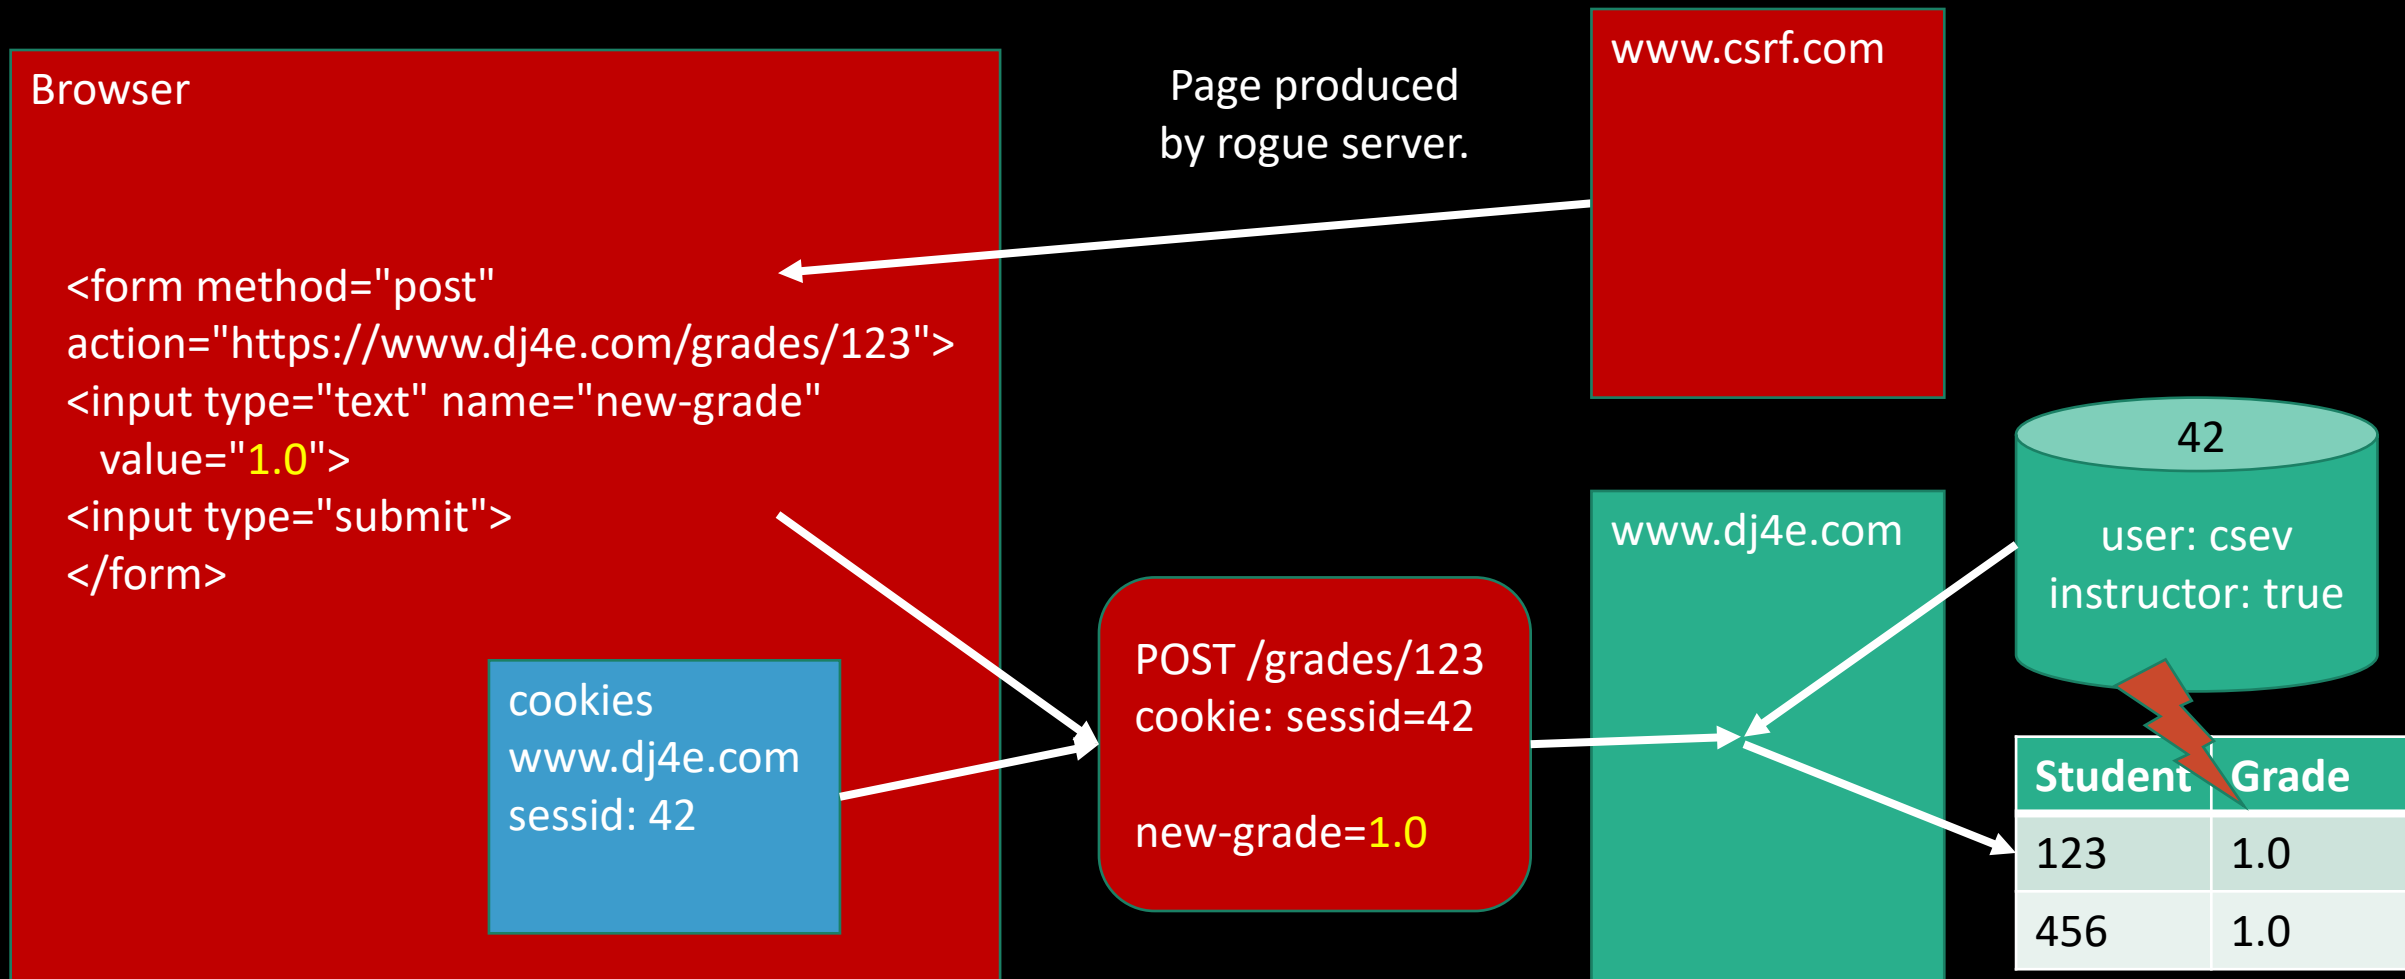 Browser
<form method="post"
action="https://www.dj4e.com/grades/123">
<input type="text" name="new-grade"
value="1.0">
<input type="submit">
</form>
cookies
www.dj4e.com
sessid: 42
Page produced
by rogue server.
POST /grades/123
cookie: sessid=42
new-grade=1.0
www.csrf.com
www.dj4e.com
42
user: csev
instructor: true
Student Grade
123 1.0
456 1.0